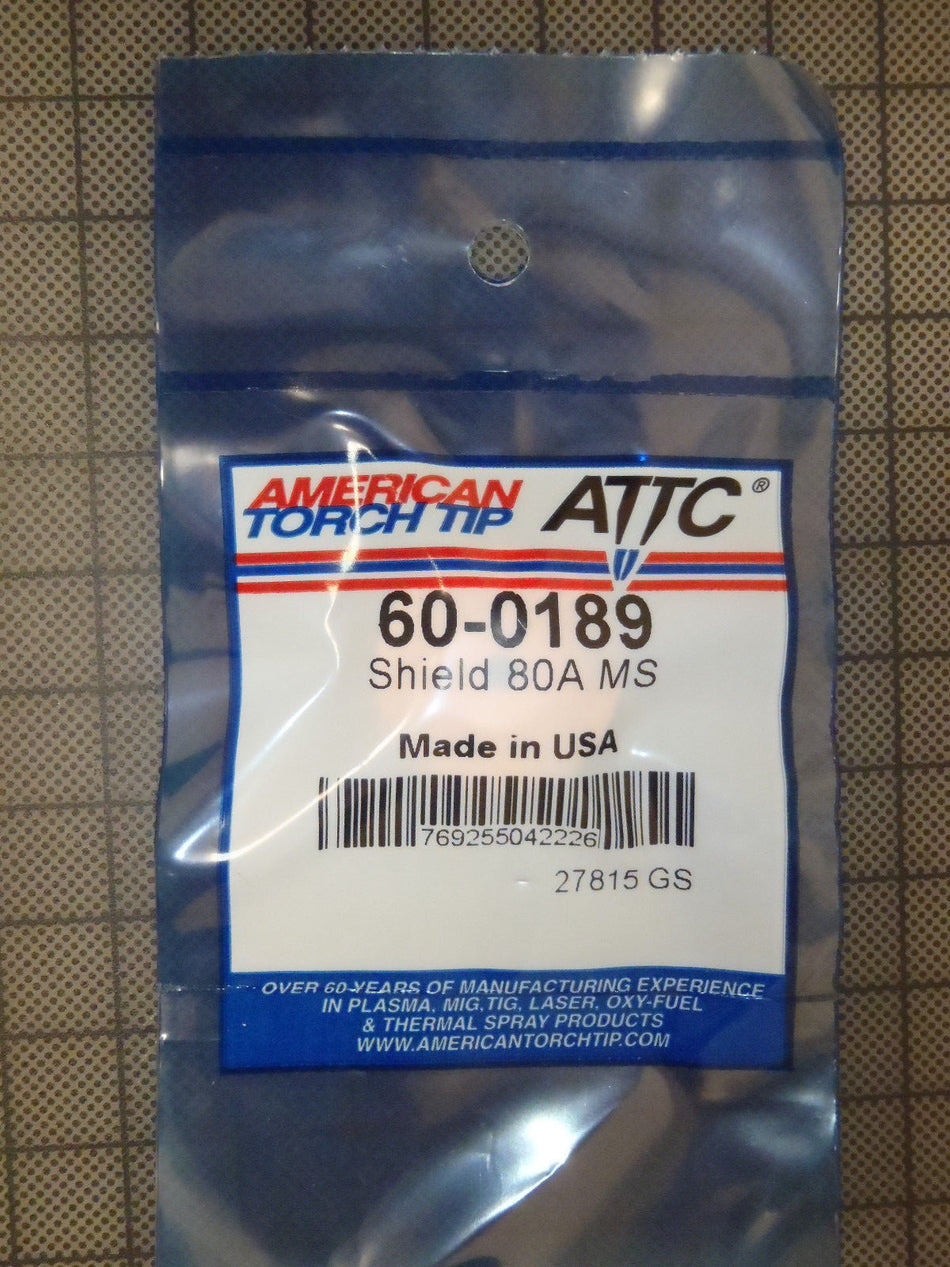 AMERICAN
TORCH TIP
ATTC®
60-0189
Shield 80A MS
Made in USA
769255042226
27815 GS
OVER 60-YEARS OF MANUFACTURING EXPERIENCE
IN PLASMA, MIG,TIG, LASER, OXY-FUEL
& THERMAL SPRAY PRODUCTS
WWW.AMERICANTORCHTIP.COM